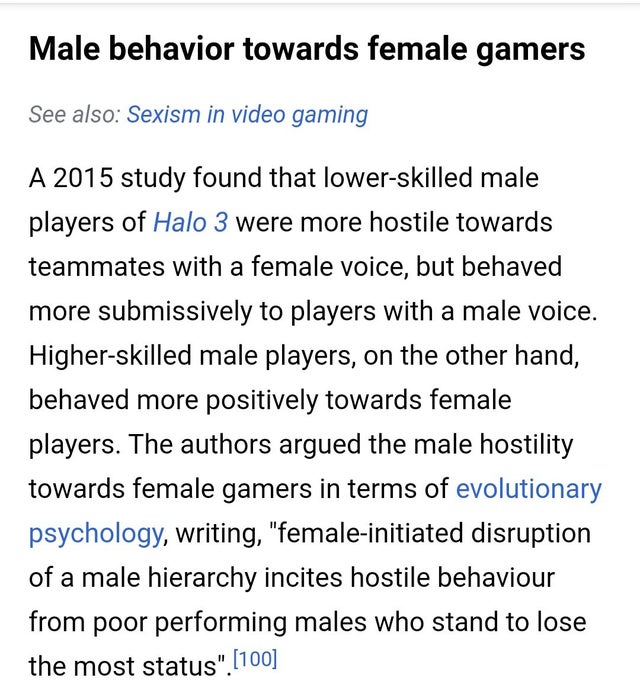 Male behavior towards female gamers
See also: Sexism in video gaming
A 2015 study found that lower-skilled male
players of Halo 3 were more hostile towards
teammates with a female voice, but behaved
more submissively to players with a male voice.
Higher-skilled male players, on the other hand,
behaved more positively towards female
players. The authors argued the male hostility
towards female gamers in terms of evolutionary
psychology, writing, "female-initiated disruption
of a male hierarchy incites hostile behaviour
from poor performing males who stand to lose
the most status".[100]